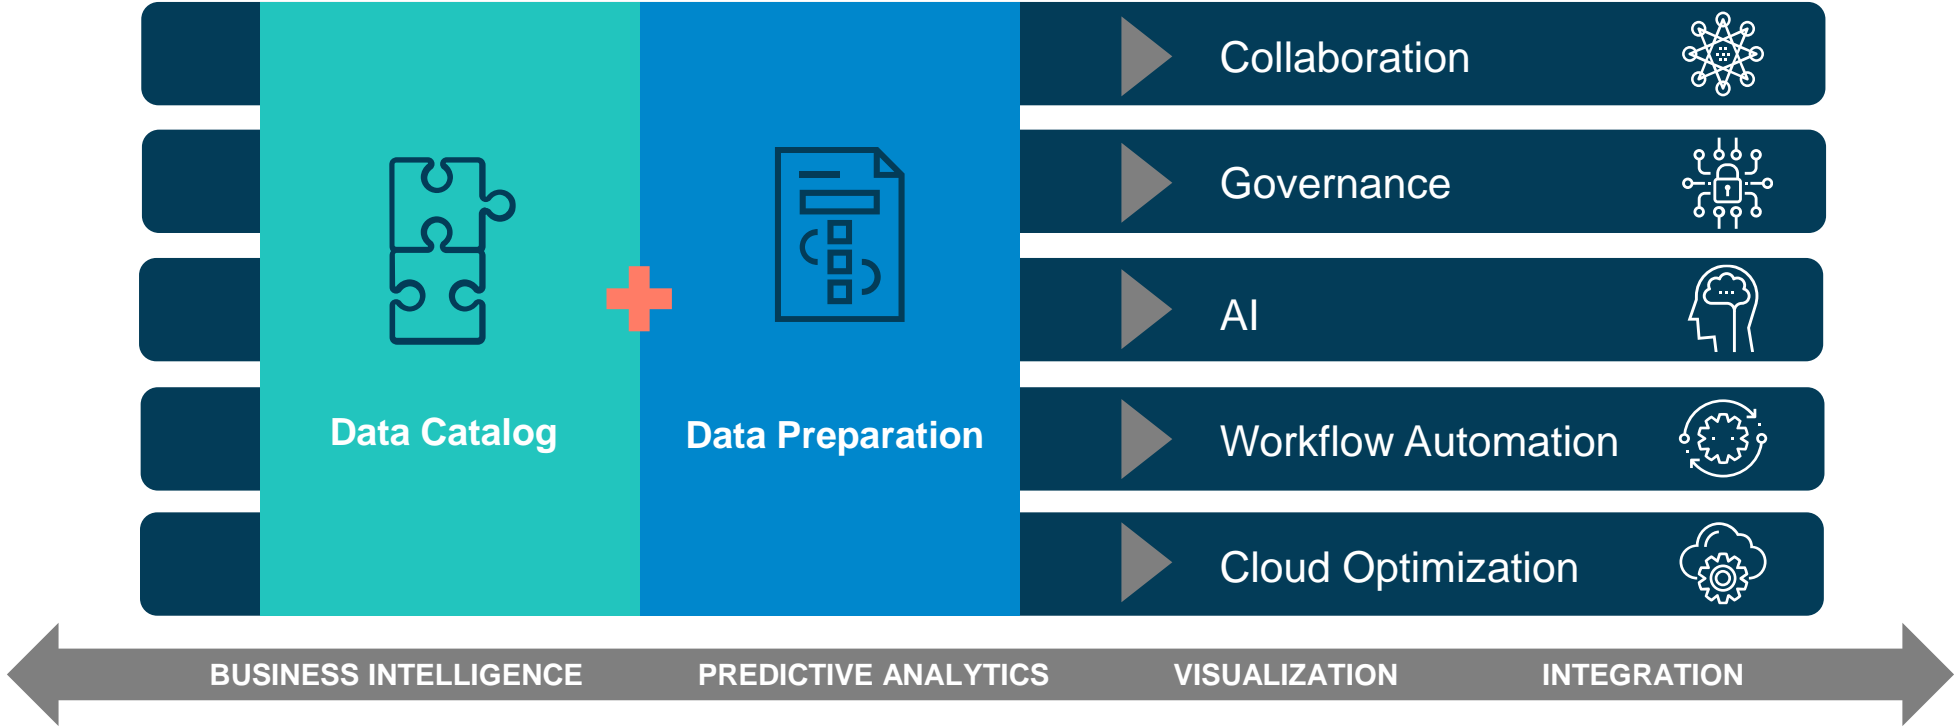 Collaboration
Governance
AI
Workflow Automation
Cloud Optimization
Data Catalog
Data Preparation
BUSINESS INTELLIGENCE
PREDICTIVE ANALYTICS
VISUALIZATION
INTEGRATION